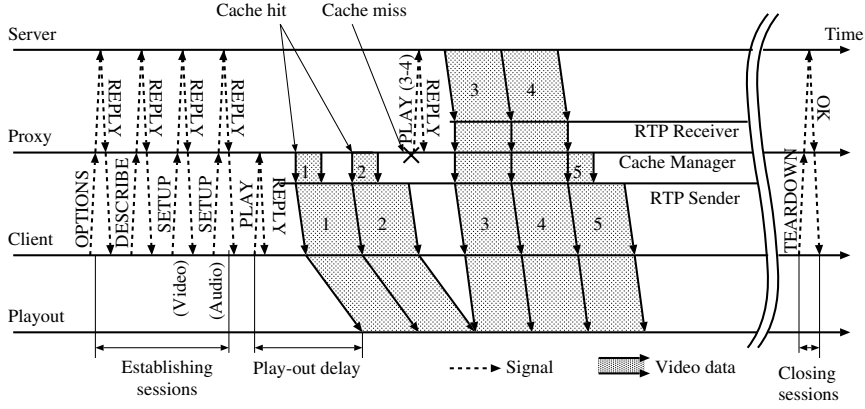 Cache hit
Cache miss
Server
Time
REPLY
REPLY
REPLY
REPLY
PLAY (3-4)
REPLY
3
4
OK
RTP Receiver
Proxy
Cache Manager
1
2
5
RTP Sender
OPTIONS
DESCRIBE
SETUP
SETUP
PLAY
REPLY
1
2
3
4
5
TEARDOWN
Client
(Video)
(Audio)
Playout
Establishing
sessions
Play-out delay
Signal
Video data
Closing
sessions